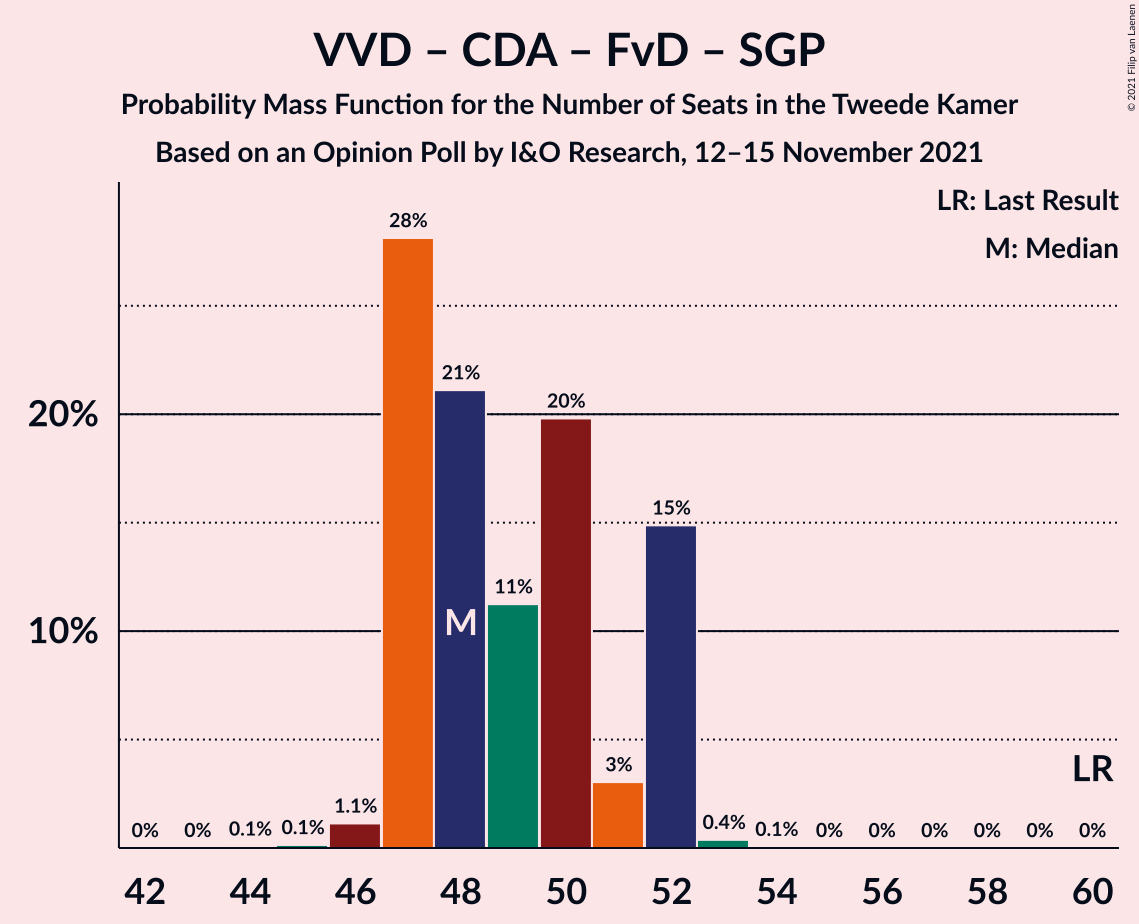 VVD – CDA – FvD – SGP
Probability Mass Function for the Number of Seats in the Tweede Kamer
Based on an Opinion Poll by I&O Research, 12–15 November 2021
© 2021 Filip van Laenen
LR: Last Result
M: Median
28%
21%
20%
20%
15%
11%
10%
M
3%
LR
1.1%
0% 0% 0.1% 0.1% 0.4% 0.1% 0% 0% 0% 0% 0% 0%
42 44 46 48 50 52 54 56 58 60